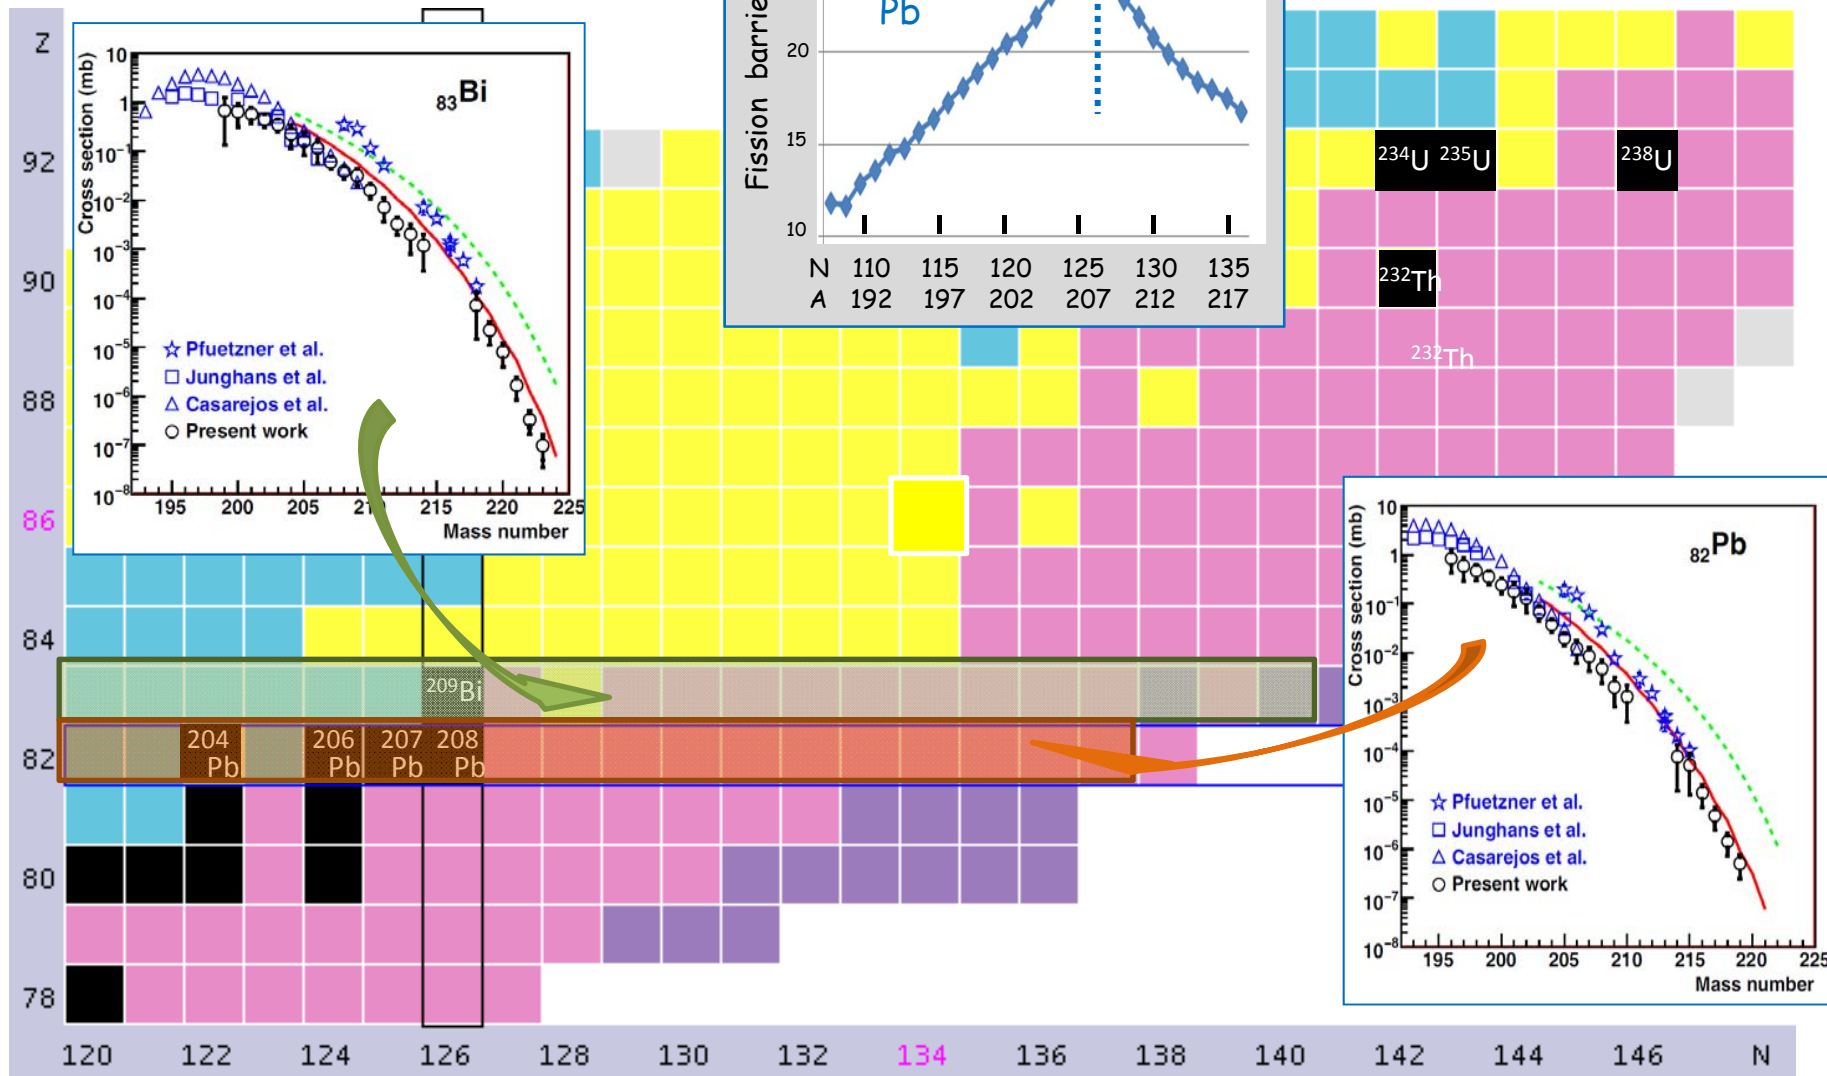 Z
92
90
88
86
84
82
80
78
120 122 124 126 128 130 132 134 136 138 140 142 144 146 N
Cross section (mb)
10
1
10⁻¹
10⁻²
10⁻³
10⁻⁴
10⁻⁵
10⁻⁶
10⁻⁷
10⁻⁸
₈₃Bi
Pfuetzner et al.
Junghans et al.
Casarejos et al.
Present work
195 200 205 215 220 225
Mass number
Pb
Fission barrie
20
15
10
N 110 115 120 125 130 135
A 192 197 202 207 212 217
²³⁴U ²³⁵U ²³⁸U
²³²Th
²³²Th
²⁰⁹Bi
204 206 207 208
Pb Pb Pb Pb
Cross section (mb)
10
1
10⁻¹
10⁻²
10⁻³
10⁻⁴
10⁻⁵
10⁻⁶
10⁻⁷
10⁻⁸
₈₂Pb
Pfuetzner et al.
Junghans et al.
Casarejos et al.
Present work
195 200 205 210 215 220 225
Mass number